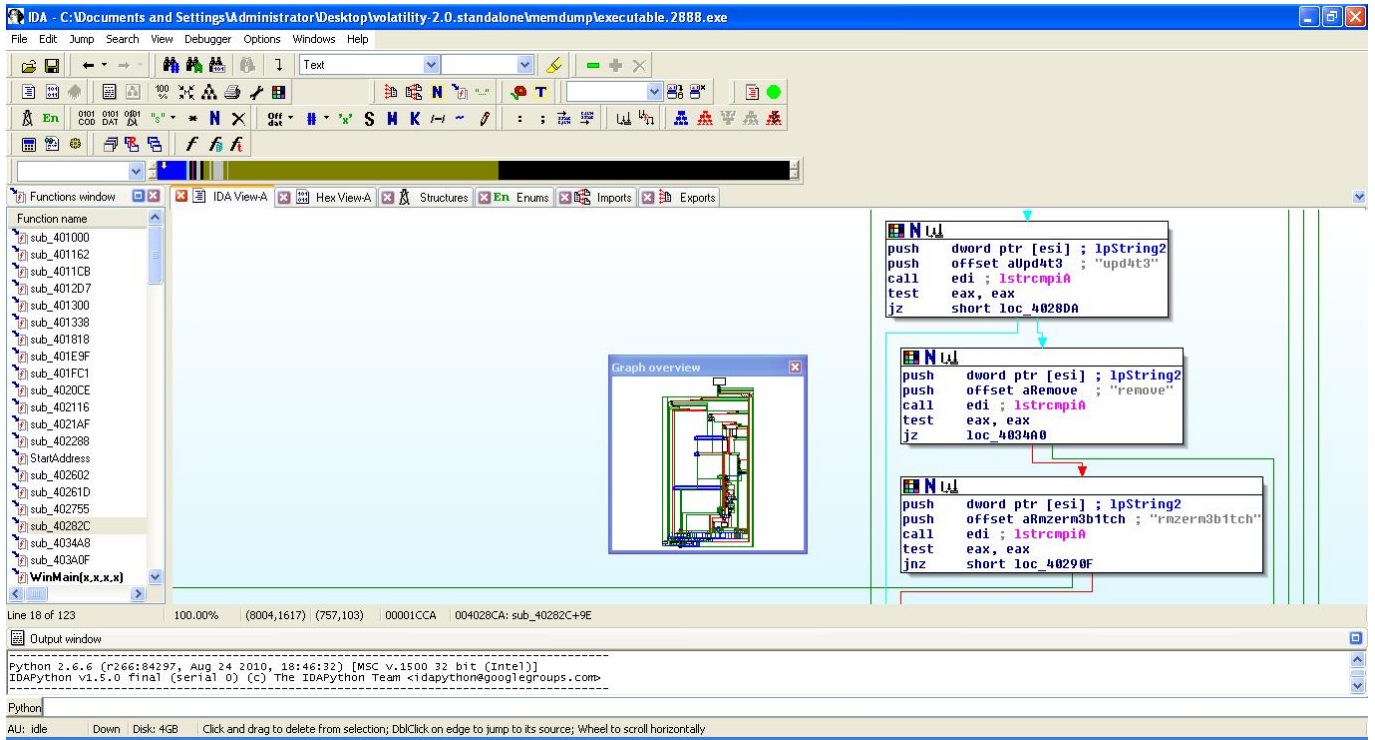 IDA - C:\Documents and Settings\Administrator\Desktop\volatility-2.0.standalone\memdump\executable.2888.exe
File Edit Jump Search View Debugger Options Windows Help
Text
En
N T
En 0101 COD 0101 DAT "s" * N X Off dat # 'x' S M K ~ : ;
f
Functions window
IDA View-A Hex View-A Structures En Enums Imports Exports
Function name
sub_401000
sub_401162
sub_4011CB
sub_4012D7
sub_401300
sub_401338
sub_401818
sub_401E9F
sub_401FC1
sub_4020CE
sub_402116
sub_4021AF
sub_402288
StartAddress
sub_402602
sub_40261D
sub_402755
sub_40282C
sub_4034A8
sub_403A0F
WinMain(x,x,x,x)
Line 18 of 123
push dword ptr [esi] ; lpString2
push offset aUpd4t3 ; "upd4t3"
call edi ; lstrcmpiA
test eax, eax
jz short loc_4028DA
Graph overview
push dword ptr [esi] ; lpString2
push offset aRemove ; "remove"
call edi ; lstrcmpiA
test eax, eax
jz loc_4034A0
push dword ptr [esi] ; lpString2
push offset aRmzerm3b1tch ; "rmzerm3b1tch"
call edi ; lstrcmpiA
test eax, eax
jnz short loc_40290F
100.00% (8004,1617) (757,103) 00001CCA 004028CA: sub_40282C+9E
Output window
Python 2.6.6 (r266:84297, Aug 24 2010, 18:46:32) [MSC v.1500 32 bit (Intel)]
IDAPython v1.5.0 final (serial 0) (c) The IDAPython Team <idapython@googlegroups.com>
Python
AU: idle Down Disk: 4GB Click and drag to delete from selection; DblClick on edge to jump to its source; Wheel to scroll horizontally